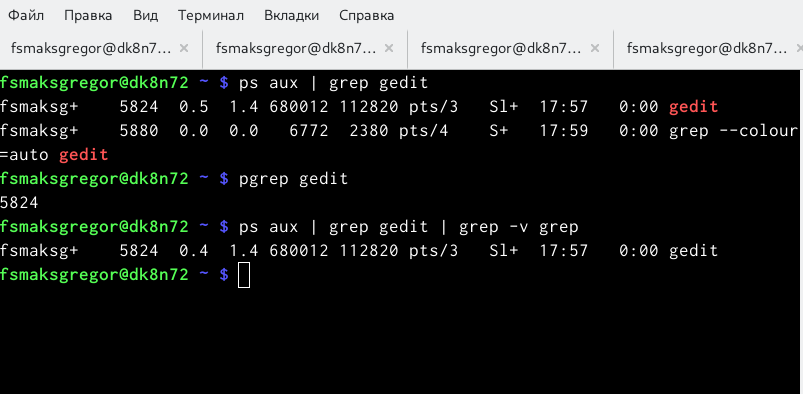 Файл Правка Вид Терминал Вкладки Справка
fsmaksgregor@dk8n7... × fsmaksgregor@dk8n7... × fsmaksgregor@dk8n7... × fsmaksgregor@dk8n7... ×
fsmaksgregor@dk8n72 ~ $ ps aux | grep gedit
fsmaksg+    5824  0.5  1.4 680012 112820 pts/3   Sl+  17:57   0:00 gedit
fsmaksg+    5880  0.0  0.0   6772  2380 pts/4    S+   17:59   0:00 grep --colour
=auto gedit
fsmaksgregor@dk8n72 ~ $ pgrep gedit
5824
fsmaksgregor@dk8n72 ~ $ ps aux | grep gedit | grep -v grep
fsmaksg+    5824  0.4  1.4 680012 112820 pts/3   Sl+  17:57   0:00 gedit
fsmaksgregor@dk8n72 ~ $